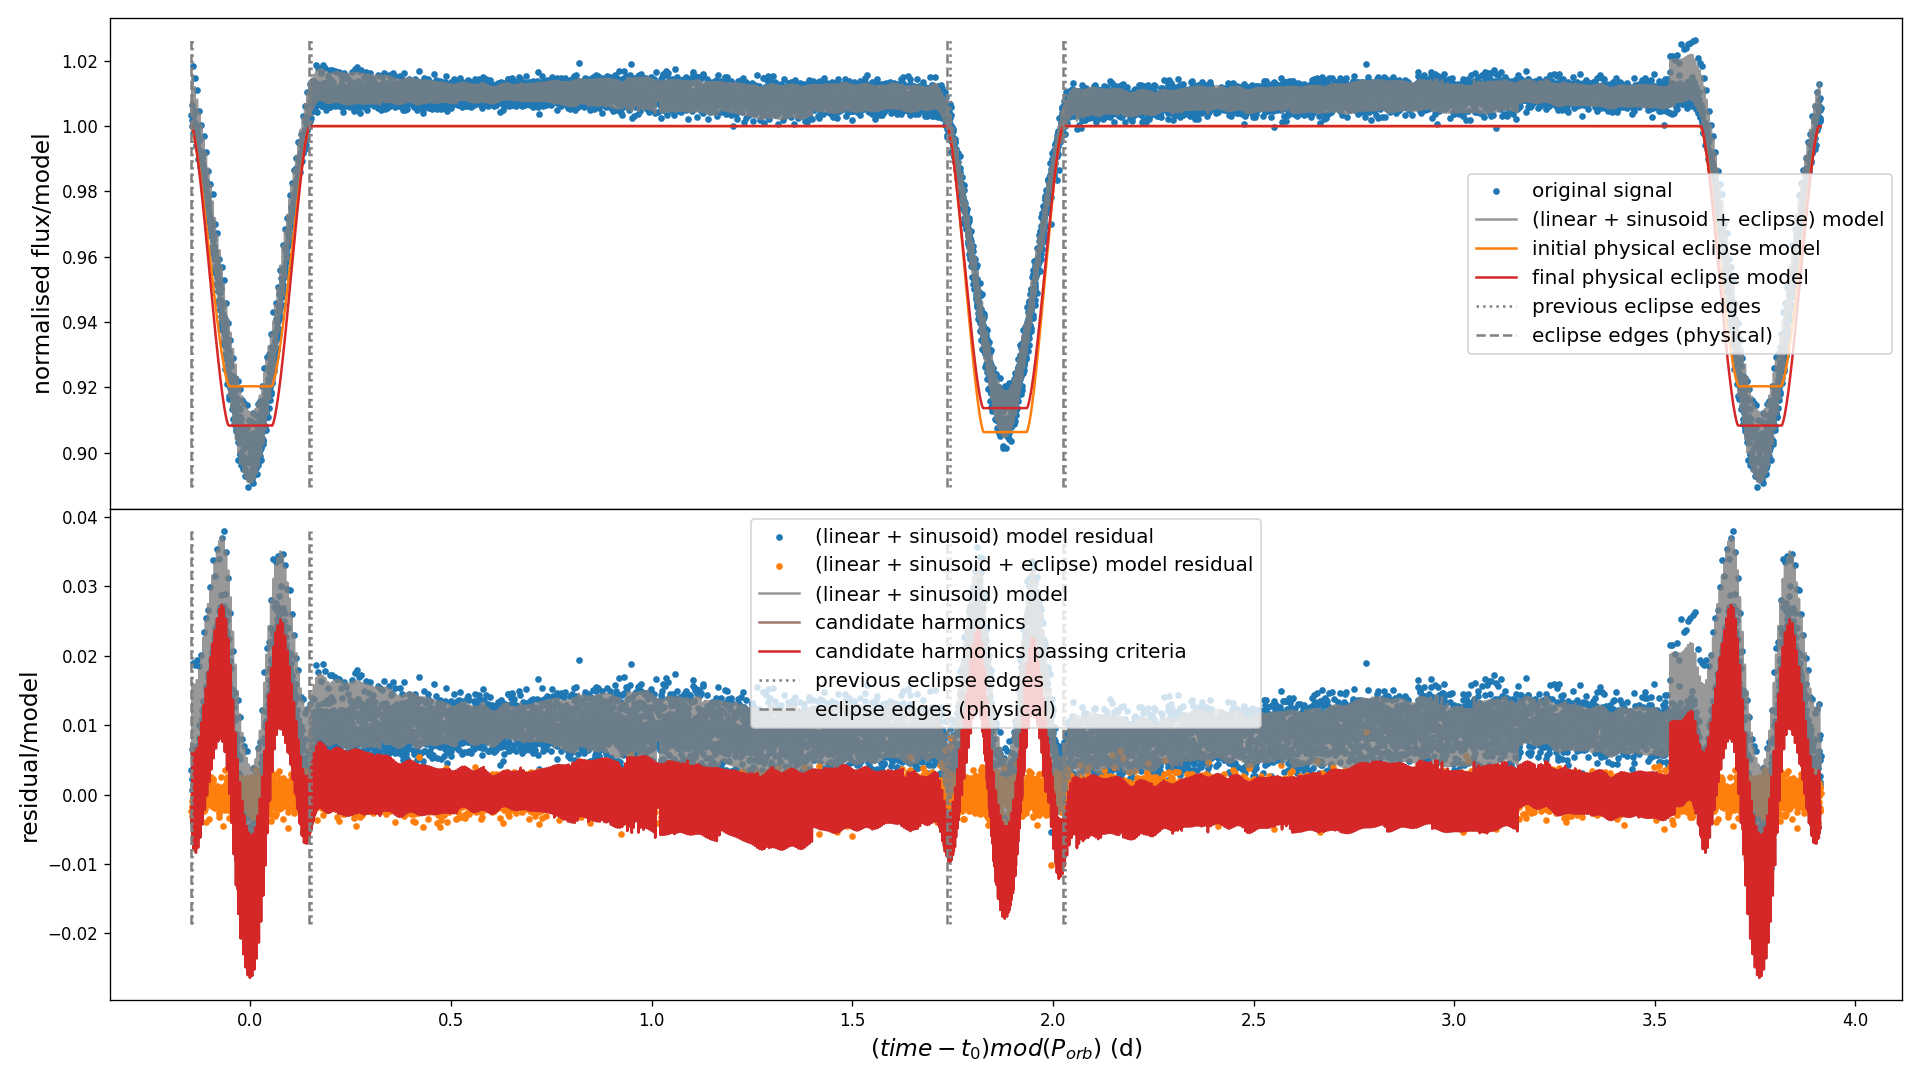 normalised flux/model
1.02
1.00
0.98
0.96
0.94
0.92
0.90
original signal
(linear + sinusoid + eclipse) model
initial physical eclipse model
final physical eclipse model
previous eclipse edges
eclipse edges (physical)
residual/model
0.04
0.03
0.02
0.01
0.00
−0.01
−0.02
(linear + sinusoid) model residual
(linear + sinusoid + eclipse) model residual
(linear + sinusoid) model
candidate harmonics
candidate harmonics passing criteria
previous eclipse edges
eclipse edges (physical)
0.0 0.5 1.0 1.5 2.0 2.5 3.0 3.5 4.0
(time − t₀)mod(Pₒᵣb) (d)